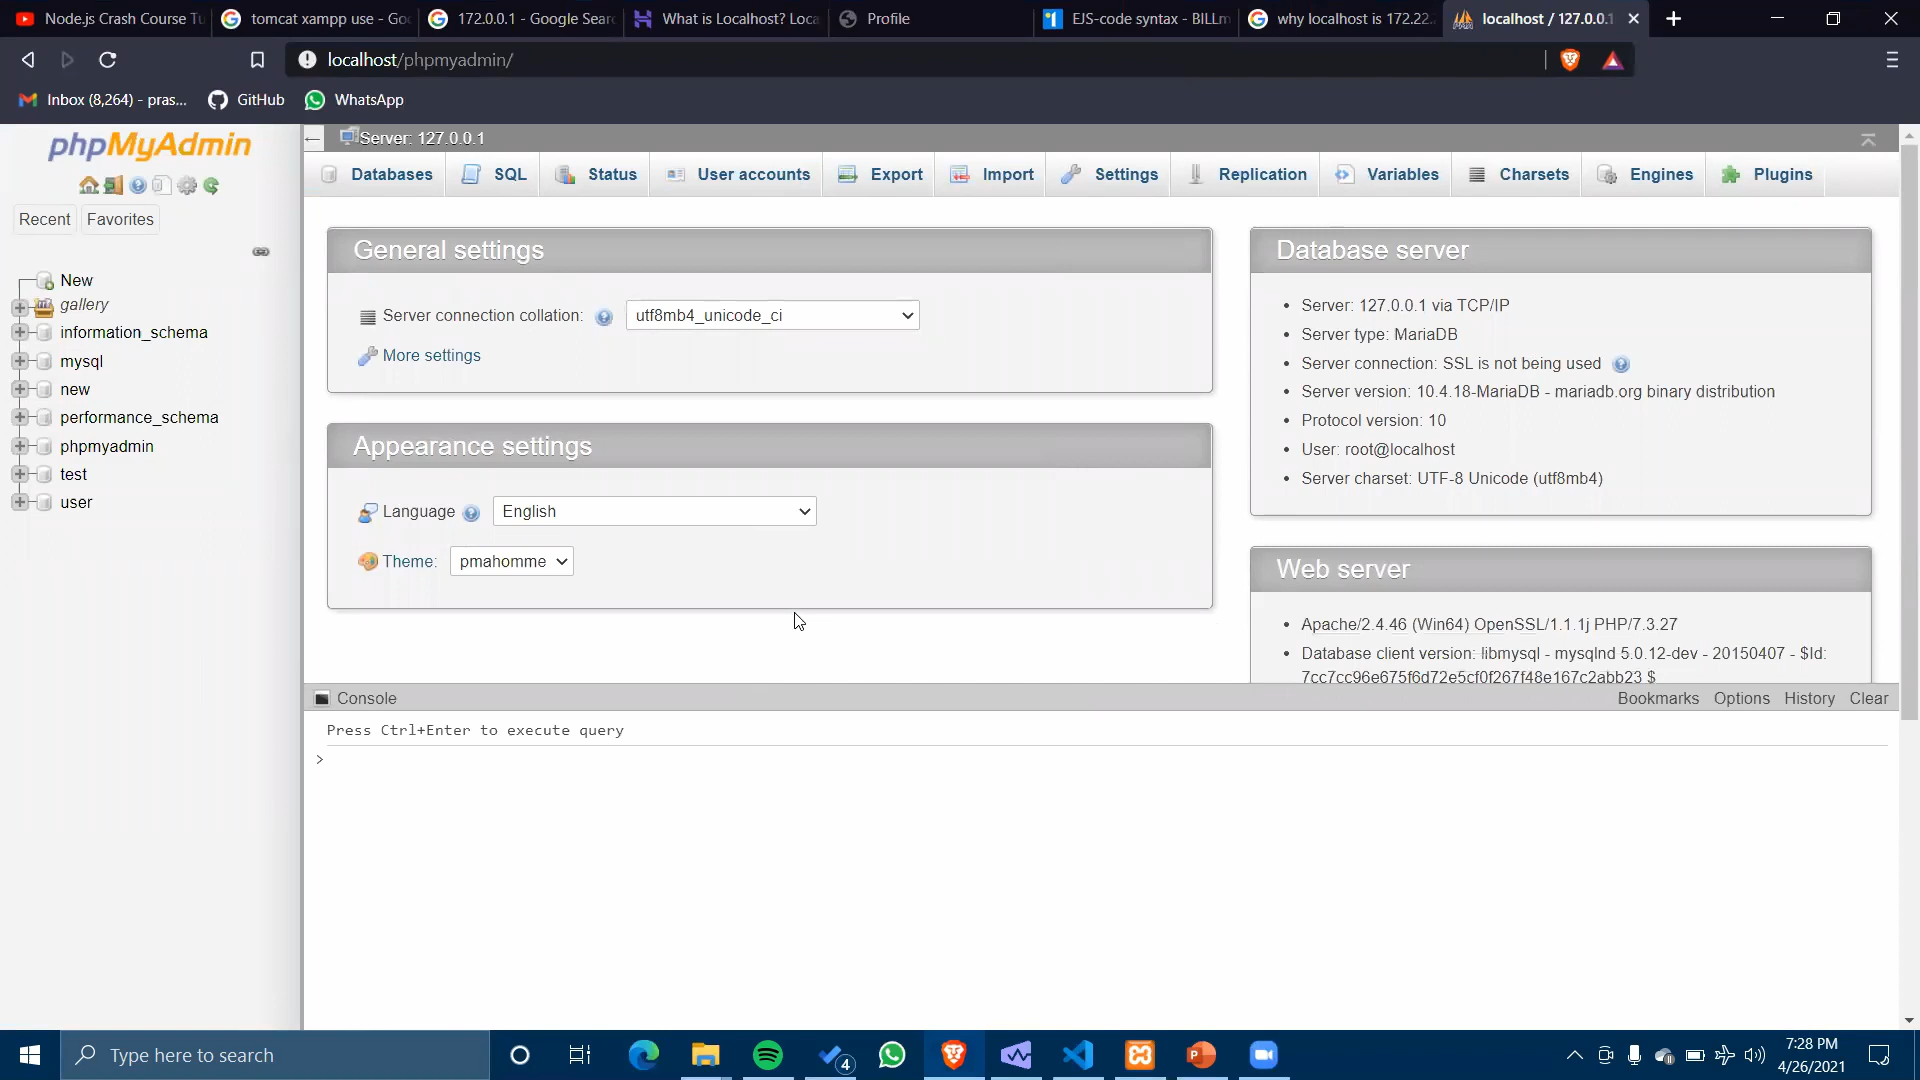 Node.js Crash Course Tu
tomcat xampp use - Go
172.0.0.1 - Google Sear
What is Localhost? Loca
Profile
EJS-code syntax - BILLm
why localhost is 172.22.
localhost / 127.0.0.1
localhost/phpmyadmin/
Inbox (8,264) - pras...
GitHub
WhatsApp
phpMyAdmin
Recent
Favorites
New
gallery
information_schema
mysql
new
performance_schema
phpmyadmin
test
user
Server: 127.0.0.1
Databases
SQL
Status
User accounts
Export
Import
Settings
Replication
Variables
Charsets
Engines
Plugins
General settings
Server connection collation:
utf8mb4_unicode_ci
More settings
Appearance settings
Language
English
Theme:
pmahomme
Database server
Server: 127.0.0.1 via TCP/IP
Server type: MariaDB
Server connection: SSL is not being used
Server version: 10.4.18-MariaDB - mariadb.org binary distribution
Protocol version: 10
User: root@localhost
Server charset: UTF-8 Unicode (utf8mb4)
Web server
Apache/2.4.46 (Win64) OpenSSL/1.1.1j PHP/7.3.27
Database client version: libmysql - mysqlnd 5.0.12-dev - 20150407 - $Id:
7cc7cc96e675f6d72e5cf0f267f48e167c2abb23 $
Console
Bookmarks
Options
History
Clear
Press Ctrl+Enter to execute query
>
Type here to search
4
7:28 PM
4/26/2021